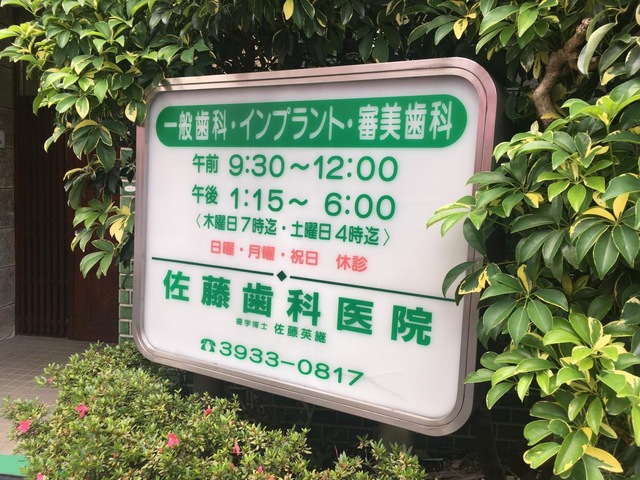 一般歯科・インプラント・審美歯科
午前 9:30～12:00
午後 1:15～ 6:00
〈木曜日7時迄・土曜日4時迄〉
日曜・月曜・祝日 休診
佐藤歯科医院
歯学博士 佐藤英継
☎3933-0817